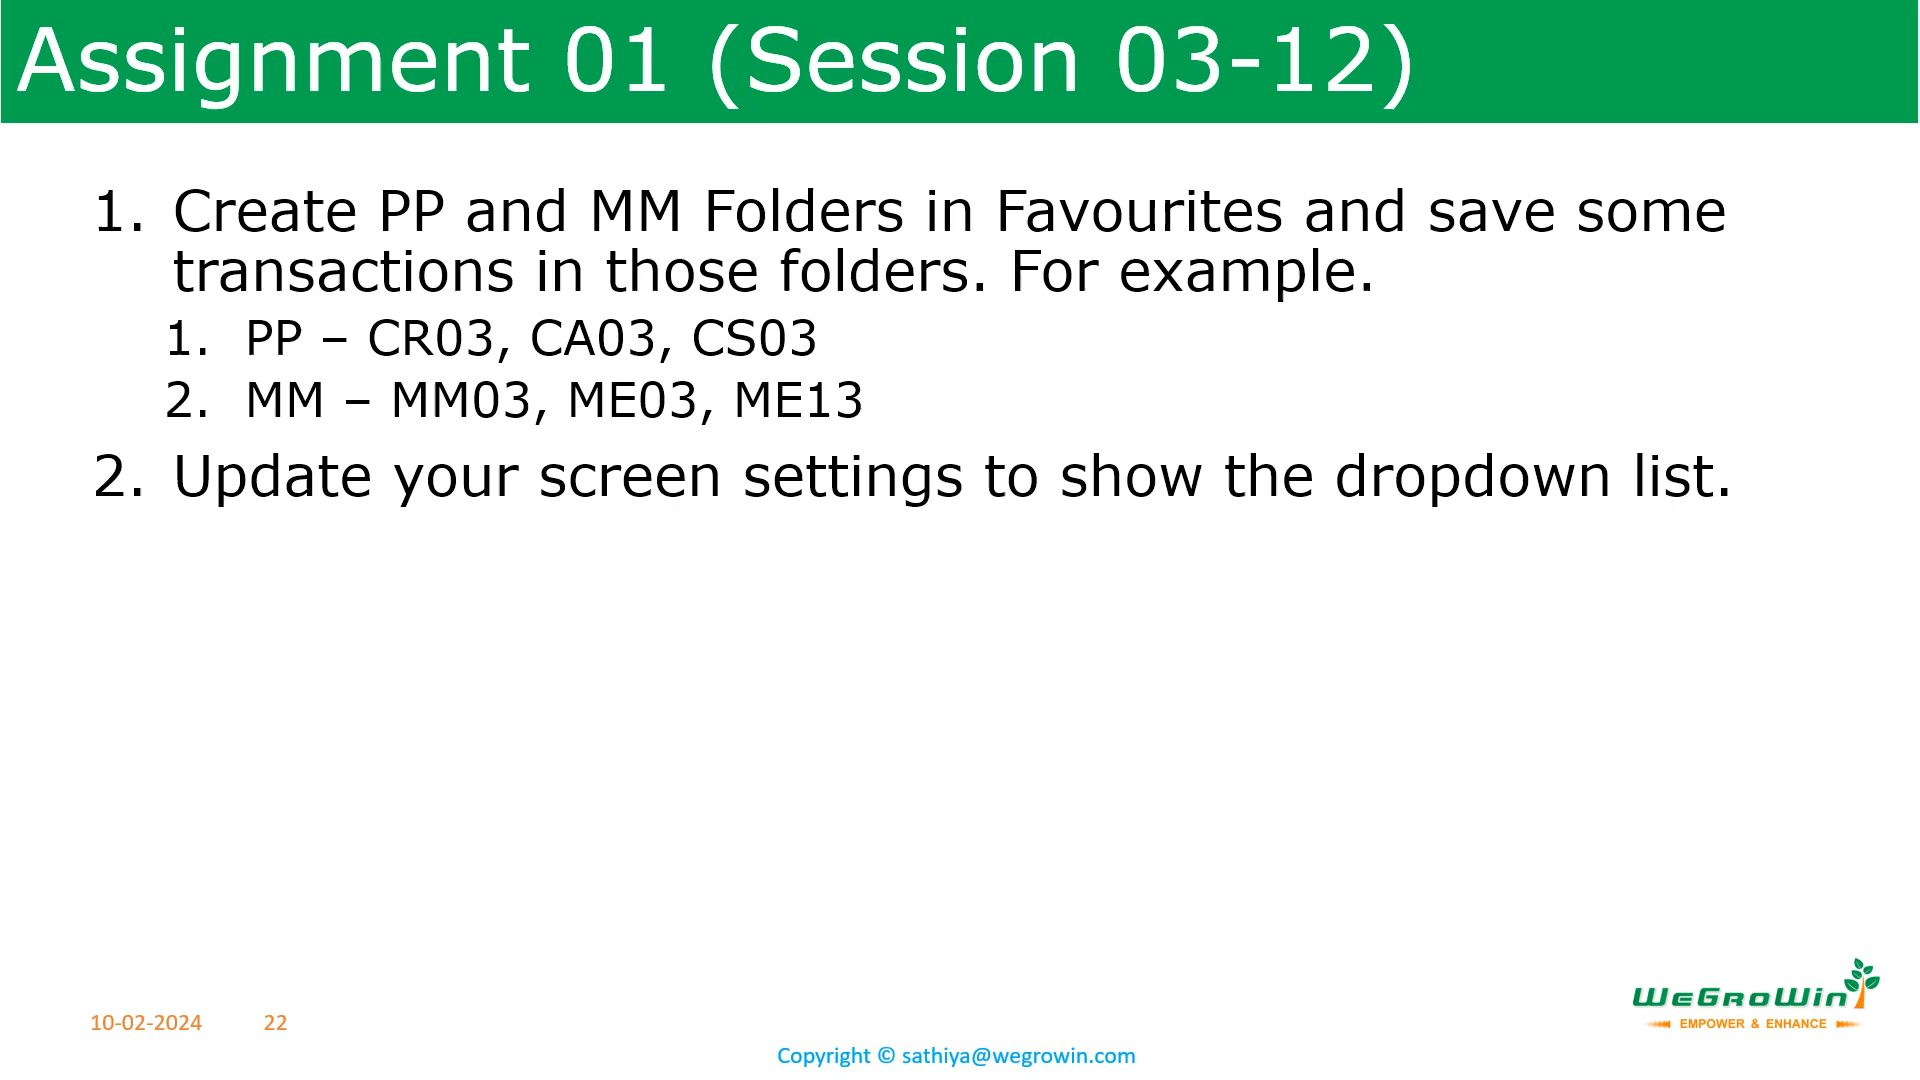 Assignment 01 (Session 03-12)
1. Create PP and MM Folders in Favourites and save some
transactions in those folders. For example.
1. PP – CR03, CA03, CS03
2. MM – MM03, ME03, ME13
2. Update your screen settings to show the dropdown list.
WeGroWin
EMPOWER & ENHANCE
10-02-2024 22
Copyright © sathiya@wegrowin.com